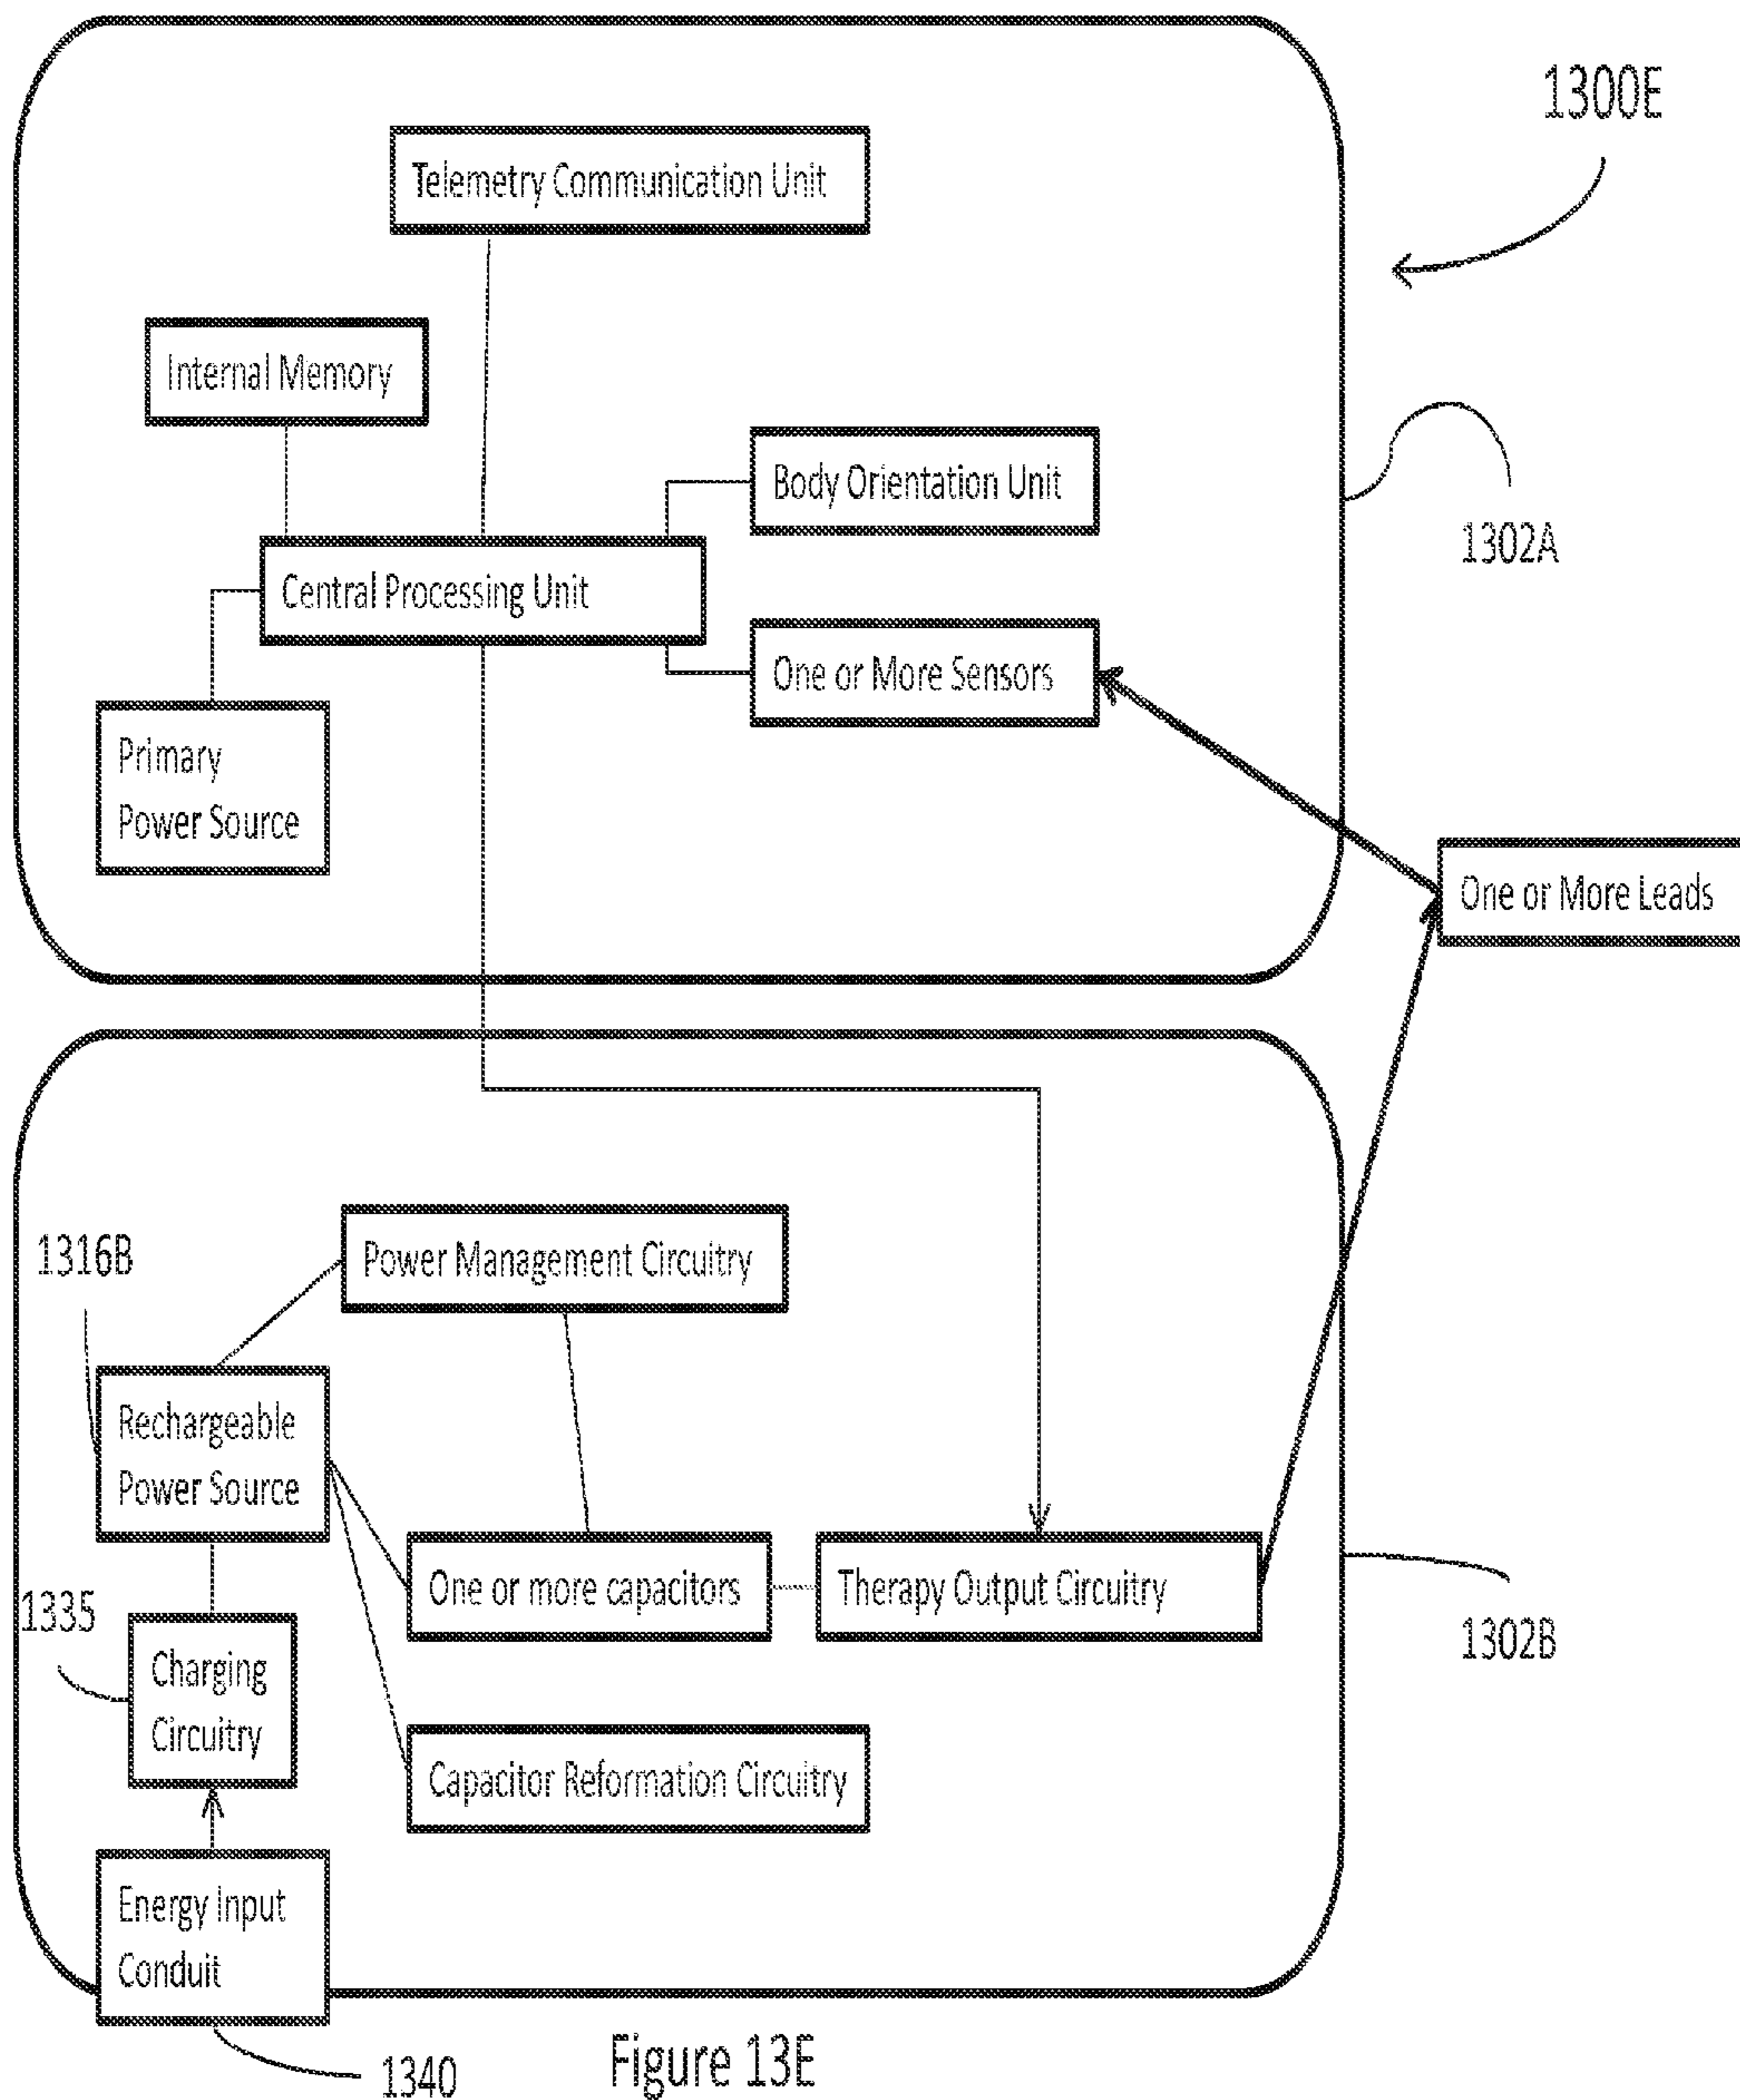 1300E
Telemetry Communication Unit
Internal Memory
Body Orientation Unit
1302A
Central Processing Unit
One or More Sensors
Primary
Power Source
One or More Leads
1316B
Power Management Circuitry
Rechargeable
Power Source
One or more capacitors
Therapy Output Circuitry
1335
1302B
Charging
Circuitry
Capacitor Reformation Circuitry
Energy Input
Conduit
1340
Figure 13E